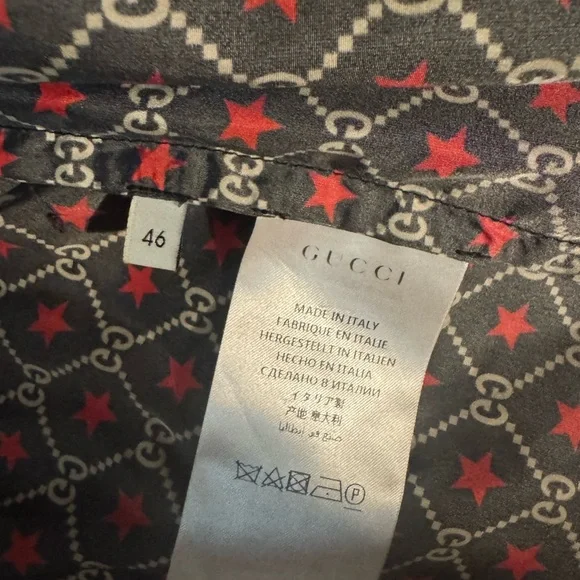 46
GUCCI
MADE IN ITALY
FABRIQUE EN ITALIE
HERGESTELLT IN ITALIEN
HECHO EN ITALIA
СДЕЛАНО В ИТАЛИИ
イタリア製
产地 意大利
صنع في إيطاليا
P